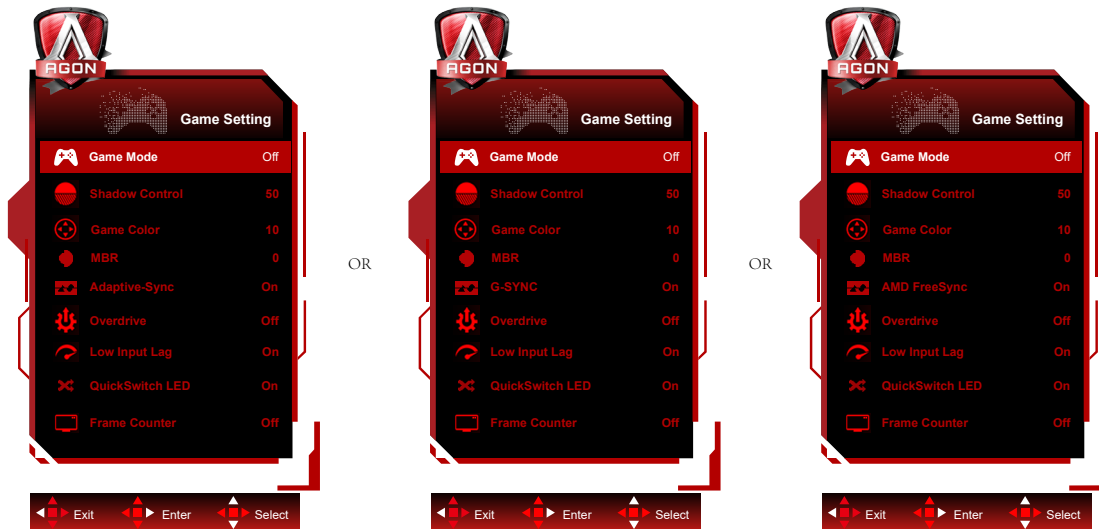 AGON
Game Setting
Game Mode Off
Shadow Control 50
Game Color 10
MBR 0
Adaptive-Sync On
Overdrive Off
Low Input Lag On
QuickSwitch LED On
Frame Counter Off
Exit Enter Select
OR
AGON
Game Setting
Game Mode Off
Shadow Control 50
Game Color 10
MBR 0
G-SYNC On
Overdrive Off
Low Input Lag On
QuickSwitch LED On
Frame Counter Off
Exit Enter Select
OR
AGON
Game Setting
Game Mode Off
Shadow Control 50
Game Color 10
MBR 0
AMD FreeSync On
Overdrive Off
Low Input Lag On
QuickSwitch LED On
Frame Counter Off
Exit Enter Select